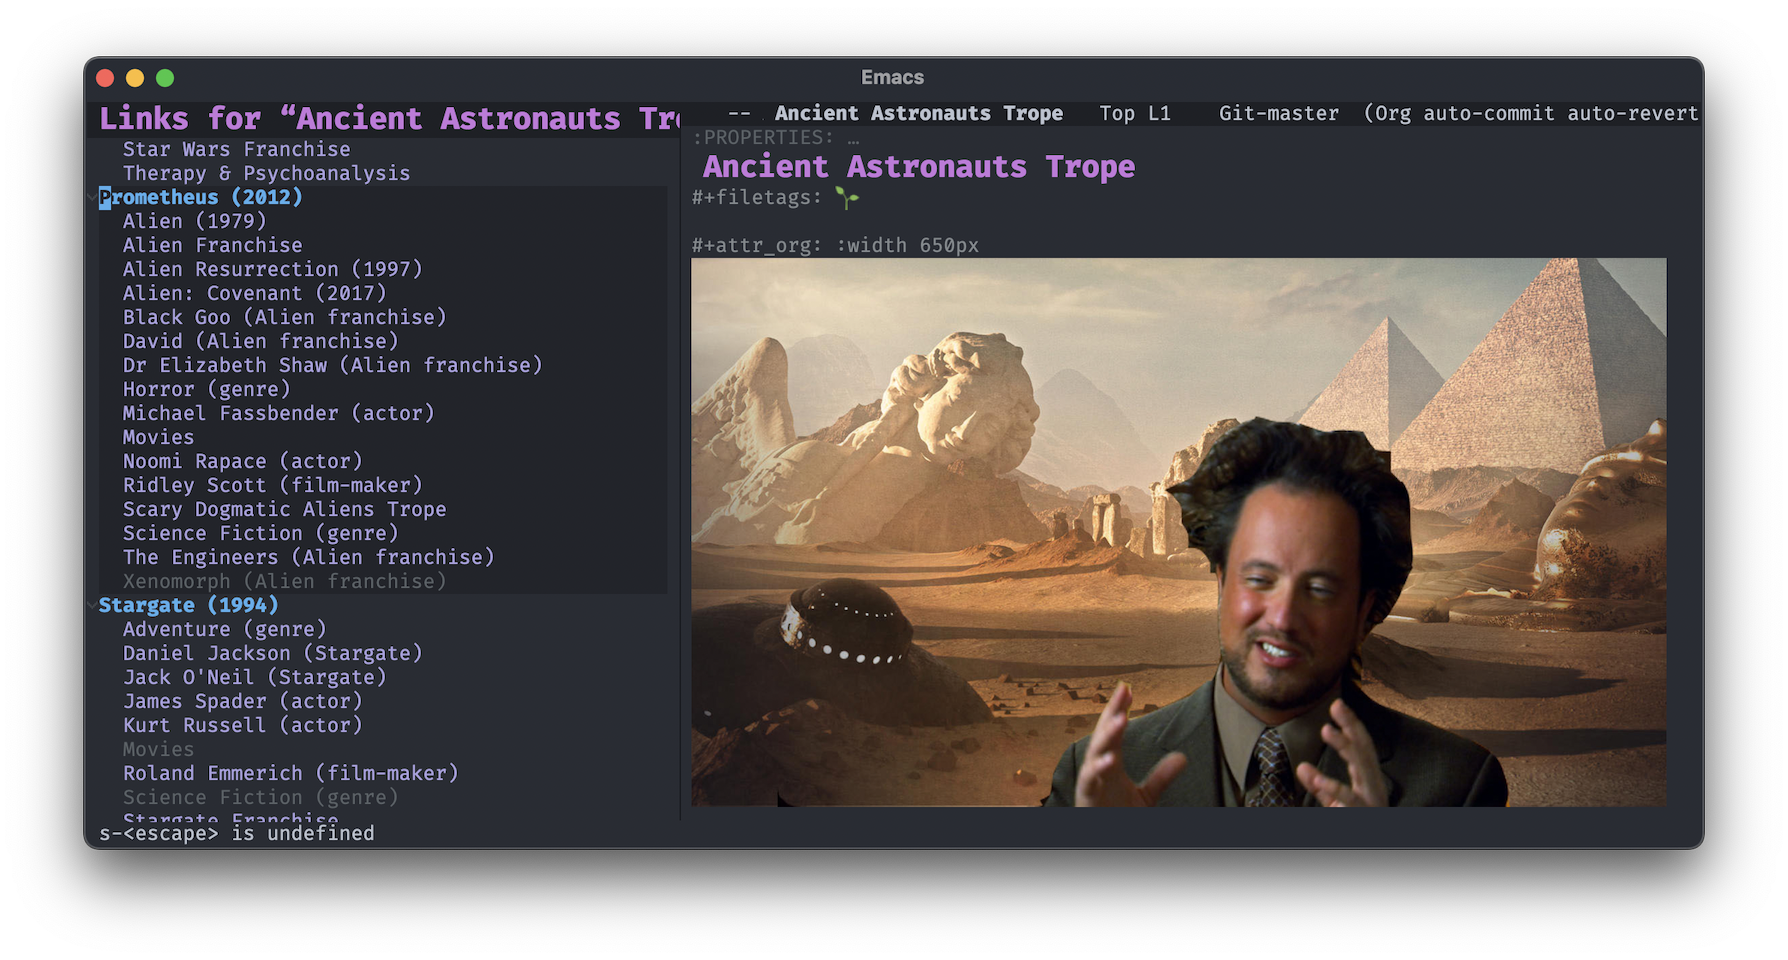 Emacs
Links for “Ancient Astronauts Tr
Star Wars Franchise
Therapy & Psychoanalysis
Prometheus (2012)
Alien (1979)
Alien Franchise
Alien Resurrection (1997)
Alien: Covenant (2017)
Black Goo (Alien franchise)
David (Alien franchise)
Dr Elizabeth Shaw (Alien franchise)
Horror (genre)
Michael Fassbender (actor)
Movies
Noomi Rapace (actor)
Ridley Scott (film-maker)
Scary Dogmatic Aliens Trope
Science Fiction (genre)
The Engineers (Alien franchise)
Xenomorph (Alien franchise)
Stargate (1994)
Adventure (genre)
Daniel Jackson (Stargate)
Jack O'Neil (Stargate)
James Spader (actor)
Kurt Russell (actor)
Movies
Roland Emmerich (film-maker)
Science Fiction (genre)
Stargate Franchise
-- Ancient Astronauts Trope Top L1 Git-master (Org auto-commit auto-revert
:PROPERTIES: …
Ancient Astronauts Trope
#+filetags: 🌱
#+attr_org: :width 650px
s-<escape> is undefined